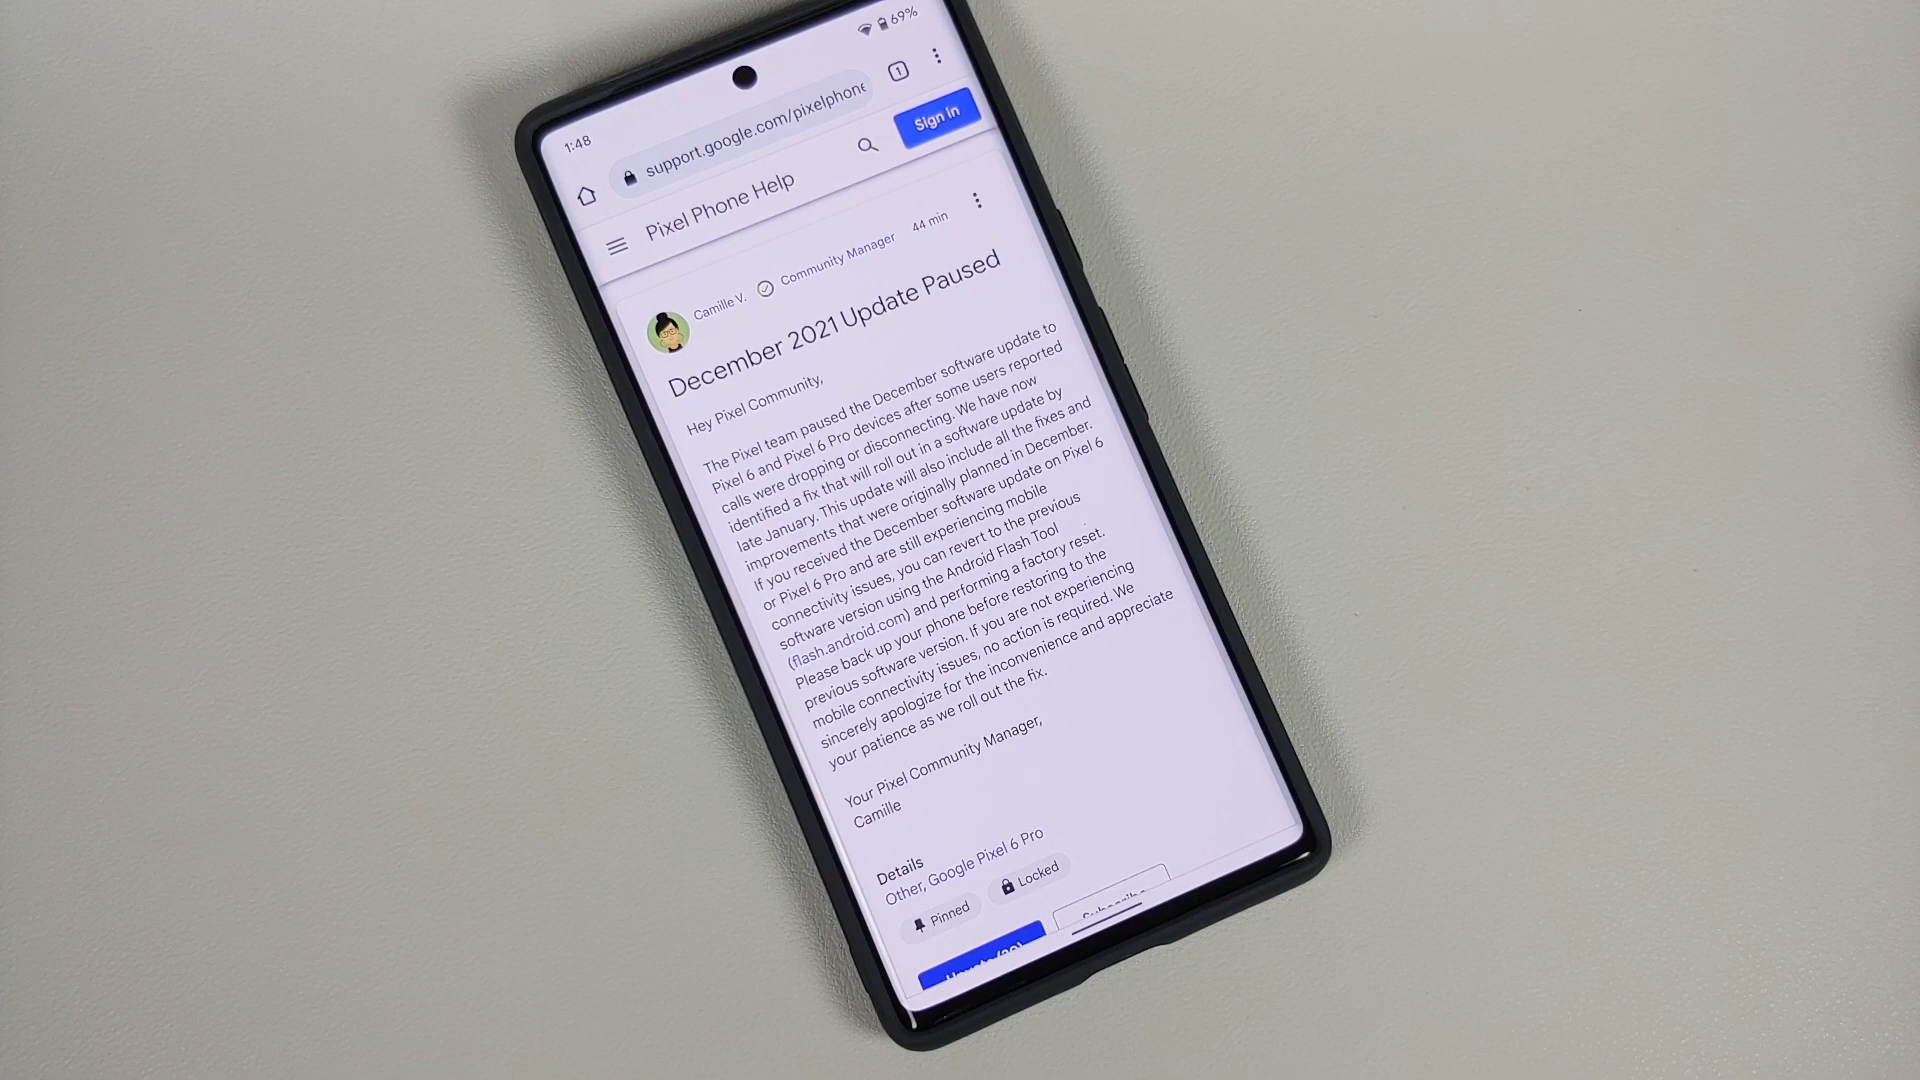 69%
1:48
support.google.com/pixelphone
1
Pixel Phone Help
Sign in
Camille V.
Community Manager
44 min
December 2021 Update Paused
Hey Pixel Community,
The Pixel team paused the December software update to
Pixel 6 and Pixel 6 Pro devices after some users reported
calls were dropping or disconnecting. We have now
identified a fix that will roll out in a software update by
late January. This update will also include all the fixes and
improvements that were originally planned in December.
If you received the December software update on Pixel 6
or Pixel 6 Pro and are still experiencing mobile
connectivity issues, you can revert to the previous
software version using the Android Flash Tool
(flash.android.com) and performing a factory reset.
Please back up your phone before restoring to the
previous software version. If you are not experiencing
mobile connectivity issues, no action is required. We
sincerely apologize for the inconvenience and appreciate
your patience as we roll out the fix.
Your Pixel Community Manager,
Camille
Details
Other, Google Pixel 6 Pro
Pinned
Locked
Subscribe